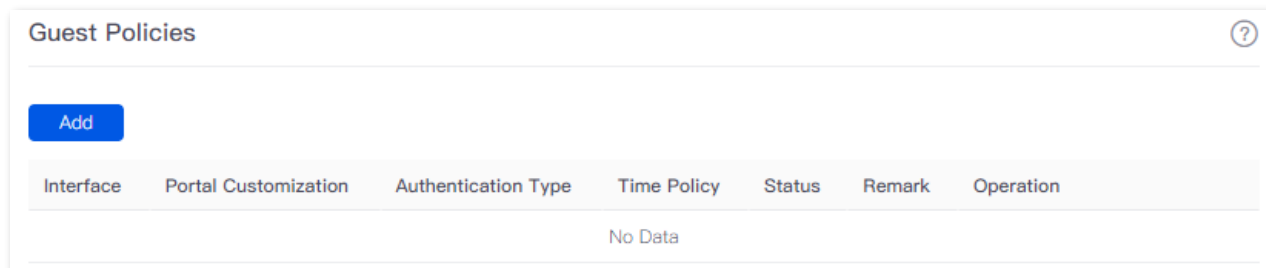 Guest Policies
?
Add
Interface Portal Customization Authentication Type Time Policy Status Remark Operation
No Data